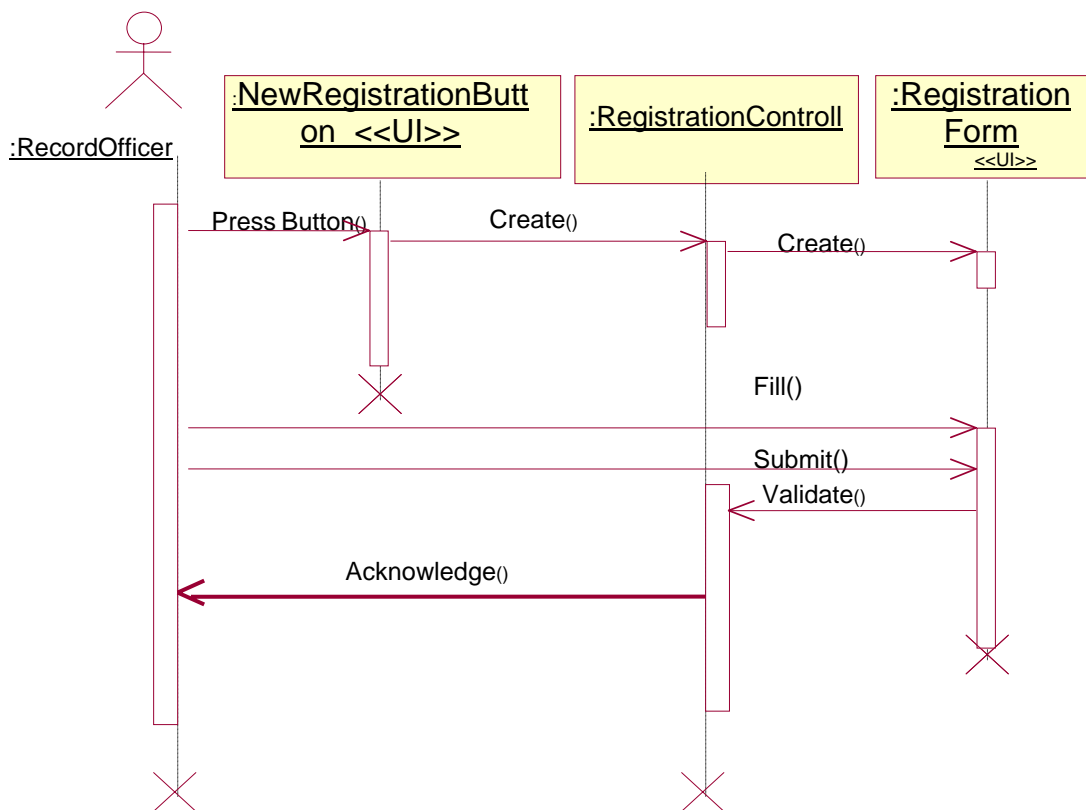 :RecordOfficer
:NewRegistrationButt
on <<UI>>
:RegistrationControll
:Registration
Form
<<UI>>
Press Button()
Create()
Create()
Fill()
Submit()
Validate()
Acknowledge()